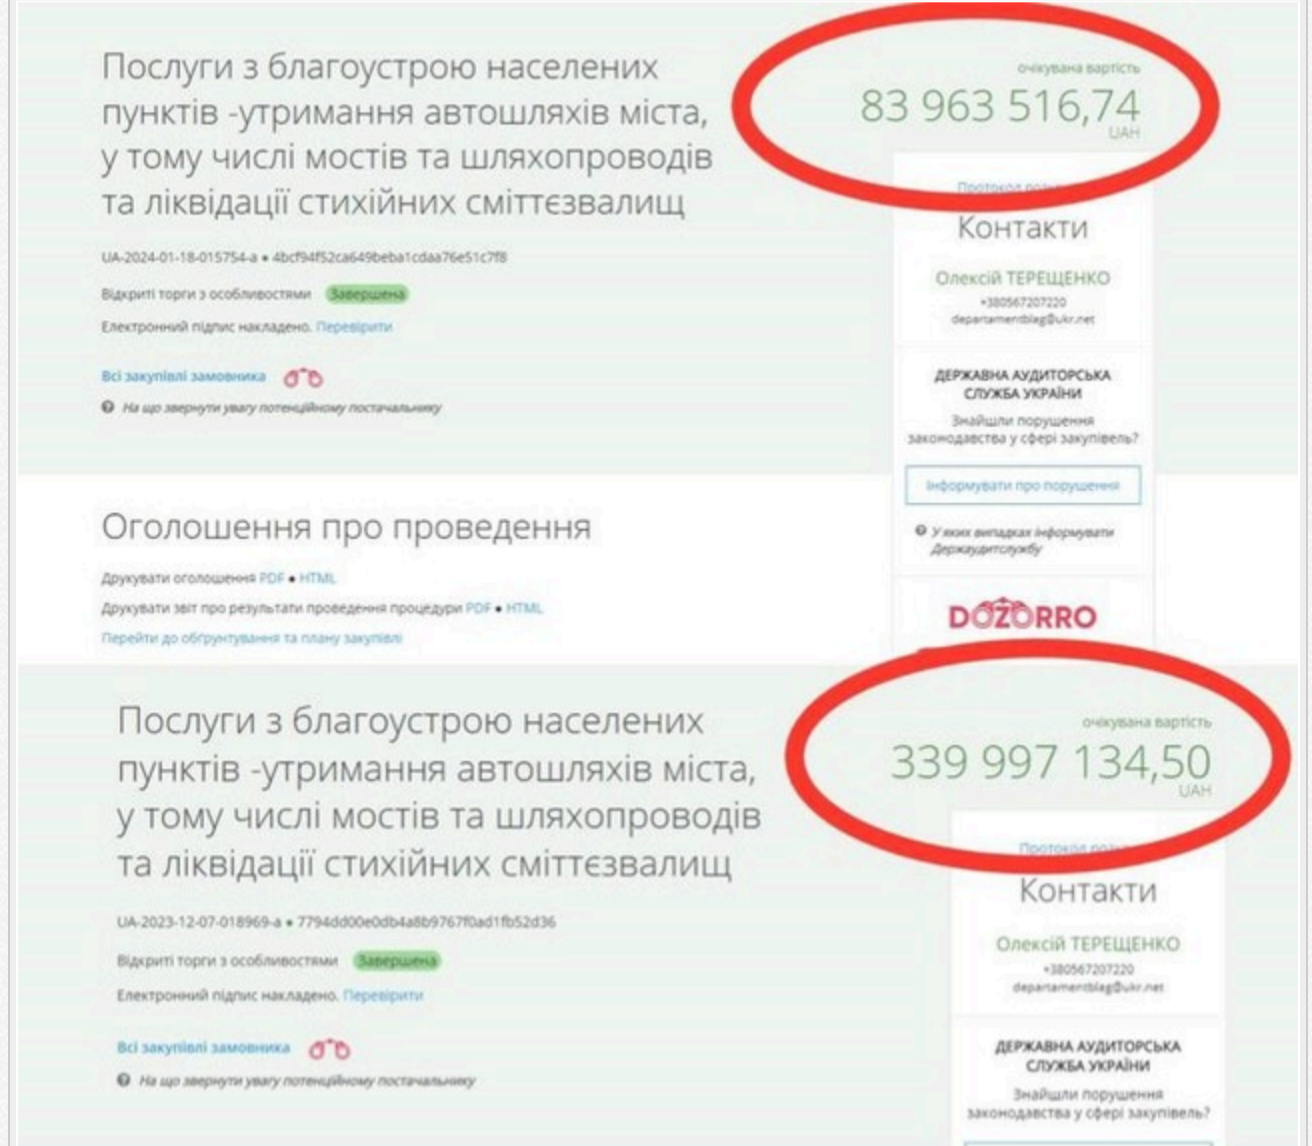 Послуги з благоустрою населених
пунктів -утримання автошляхів міста,
у тому числі мостів та шляхопроводів
та ліквідації стихійних сміттєзвалищ
UA-2024-01-18-015754-a ● 4bcf94f52ca649beba1cdaa76e51c7f8
Відкриті торги з особливостями Завершена
Електронний підпис накладено. Перевірити
Всі закупівлі замовника
На що звернути увагу потенційному постачальнику
очікувана вартість
83 963 516,74
UAH
Протокол
Контакти
Олексій ТЕРЕЩЕНКО
+380567207220
departamentblag@ukr.net
ДЕРЖАВНА АУДИТОРСЬКА
СЛУЖБА УКРАЇНИ
Знайшли порушення
законодавства у сфері закупівель?
Інформувати про порушення
У яких випадках інформувати
Держаудитслужбу
DOZORRO
Оголошення про проведення
Друкувати оголошення PDF ● HTML
Друкувати звіт про результати проведення процедури PDF ● HTML
Перейти до обґрунтування та плану закупівлі
Послуги з благоустрою населених
пунктів -утримання автошляхів міста,
у тому числі мостів та шляхопроводів
та ліквідації стихійних сміттєзвалищ
UA-2023-12-07-018969-a ● 7794dd00e0db4a8b9767f0ad1fb52d36
Відкриті торги з особливостями Завершена
Електронний підпис накладено. Перевірити
Всі закупівлі замовника
На що звернути увагу потенційному постачальнику
очікувана вартість
339 997 134,50
UAH
Протокол
Контакти
Олексій ТЕРЕЩЕНКО
+380567207220
departamentblag@ukr.net
ДЕРЖАВНА АУДИТОРСЬКА
СЛУЖБА УКРАЇНИ
Знайшли порушення
законодавства у сфері закупівель?